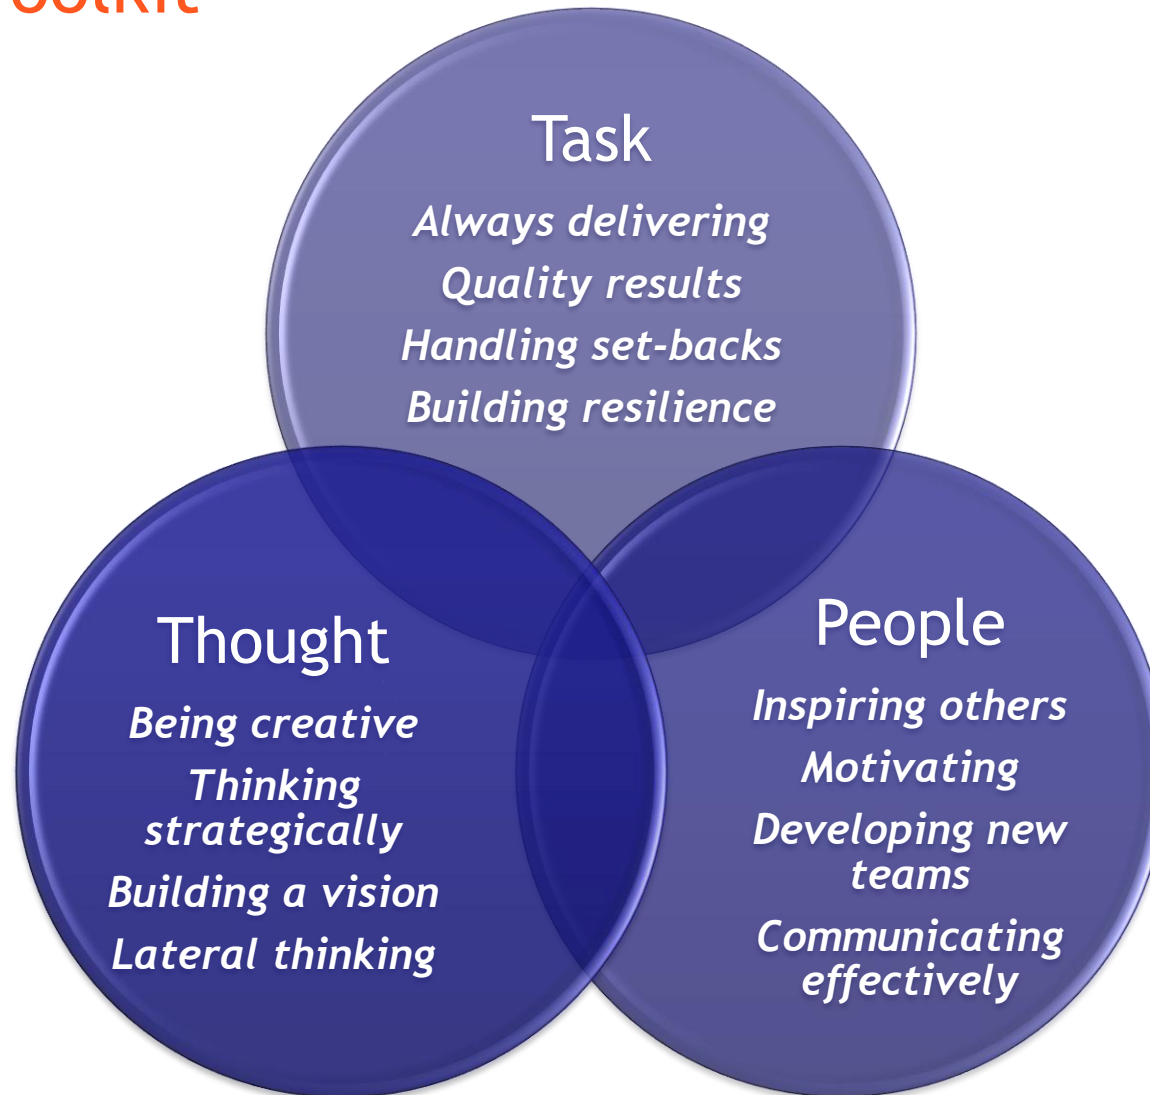 Task
Always delivering
Quality results
Handling set-backs
Building resilience
Thought
Being creative
Thinking
strategically
Building a vision
Lateral thinking
People
Inspiring others
Motivating
Developing new
teams
Communicating
effectively